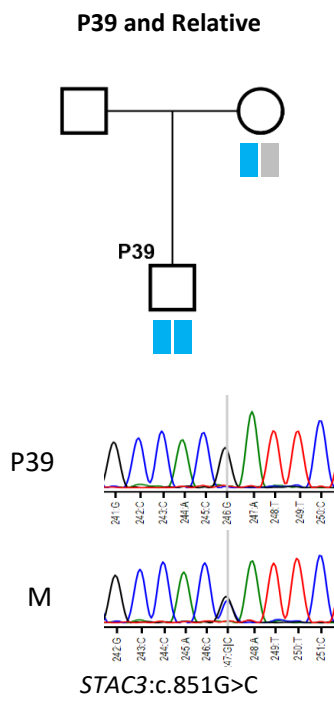 P39 and Relative
P39
P39
241:G 242:C 243:C 244:A 245:C 246:G 247:A 248:T 249:T 250:C
M
242:G 243:C 244:C 245:A 246:C 247:G|C 248:A 249:T 250:T 251:C
STAC3:c.851G>C